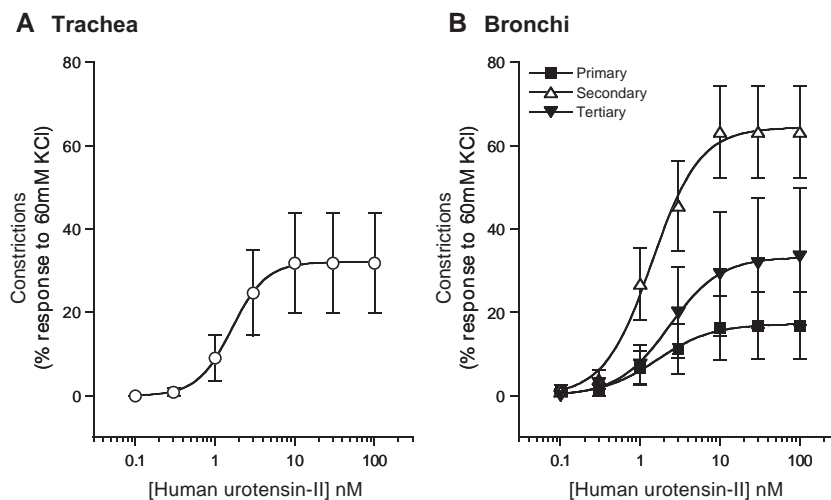 A Trachea
80
60
40
20
0
Constrictions
(% response to 60mM KCl)
0.1 1 10 100
[Human urotensin-II] nM
B Bronchi
Primary
Secondary
Tertiary
80
60
40
20
0
Constrictions
(% response to 60mM KCl)
0.1 1 10 100
[Human urotensin-II] nM